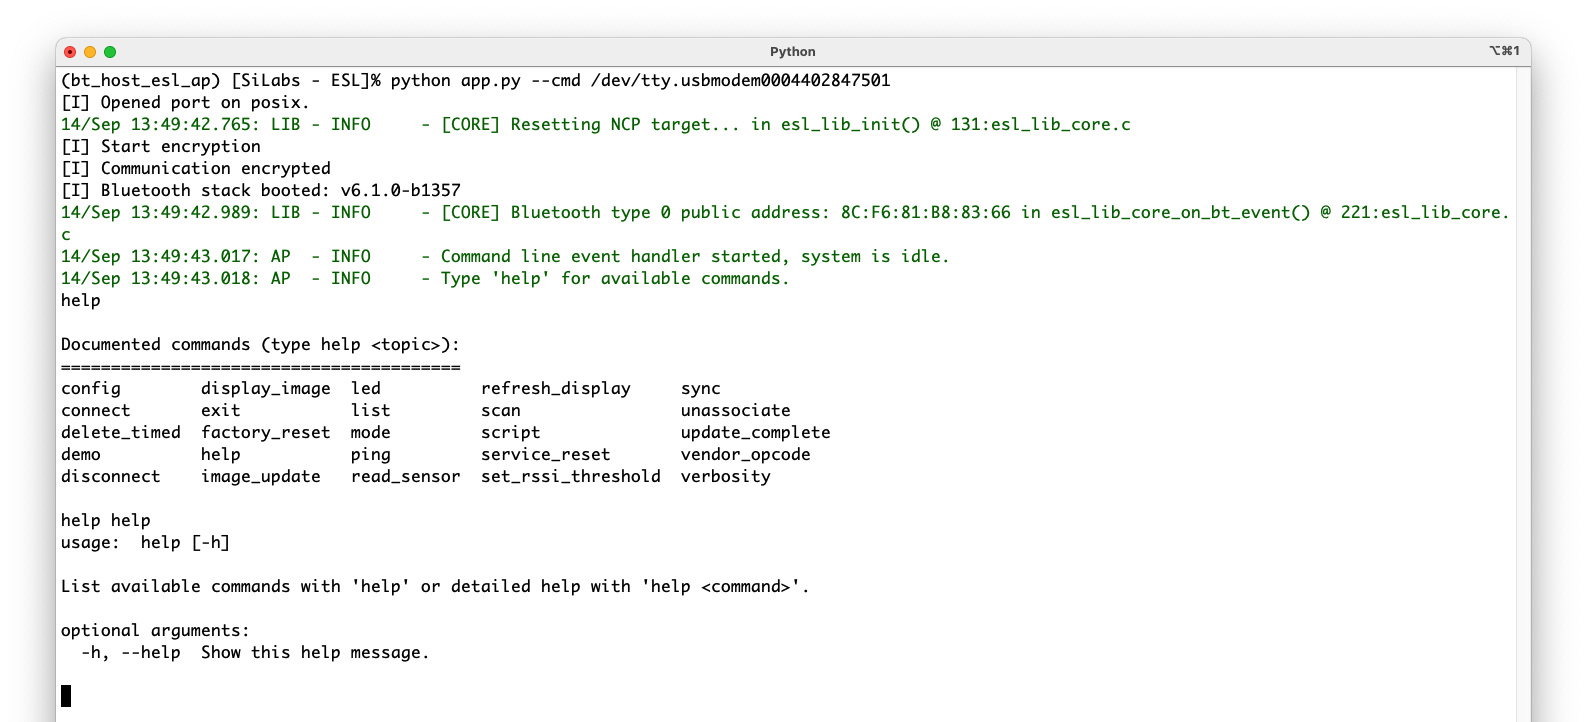 Python
⌥⌘1
(bt_host_esl_ap) [SiLabs - ESL]% python app.py --cmd /dev/tty.usbmodem0004402847501
[I] Opened port on posix.
14/Sep 13:49:42.765: LIB - INFO     - [CORE] Resetting NCP target... in esl_lib_init() @ 131:esl_lib_core.c
[I] Start encryption
[I] Communication encrypted
[I] Bluetooth stack booted: v6.1.0-b1357
14/Sep 13:49:42.989: LIB - INFO     - [CORE] Bluetooth type 0 public address: 8C:F6:81:B8:83:66 in esl_lib_core_on_bt_event() @ 221:esl_lib_core.
c
14/Sep 13:49:43.017: AP  - INFO     - Command line event handler started, system is idle.
14/Sep 13:49:43.018: AP  - INFO     - Type 'help' for available commands.
help
Documented commands (type help <topic>):
========================================
config        display_image  led           refresh_display     sync
connect       exit           list          scan                unassociate
delete_timed  factory_reset  mode          script              update_complete
demo          help           ping          service_reset       vendor_opcode
disconnect    image_update   read_sensor  set_rssi_threshold  verbosity
help help
usage:  help [-h]
List available commands with 'help' or detailed help with 'help <command>'.
optional arguments:
  -h, --help  Show this help message.